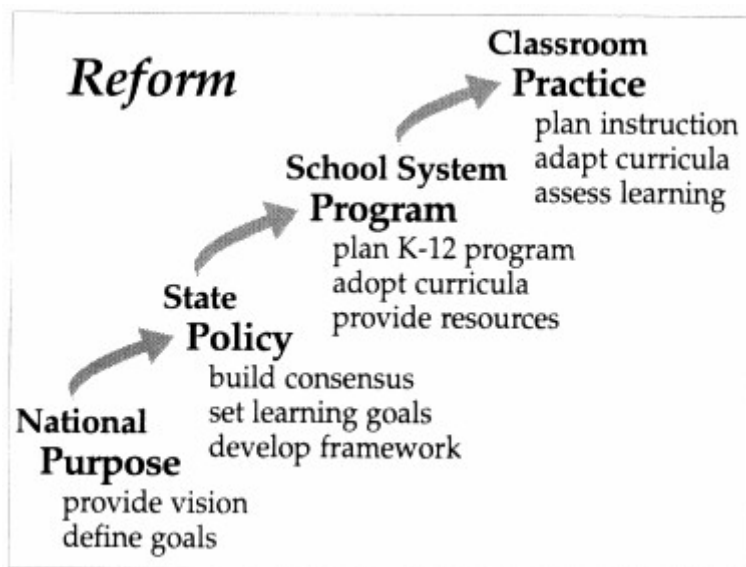 Reform
Classroom
Practice
plan instruction
adapt curricula
assess learning
School System
Program
plan K-12 program
adopt curricula
provide resources
State
Policy
build consensus
set learning goals
develop framework
National
Purpose
provide vision
define goals